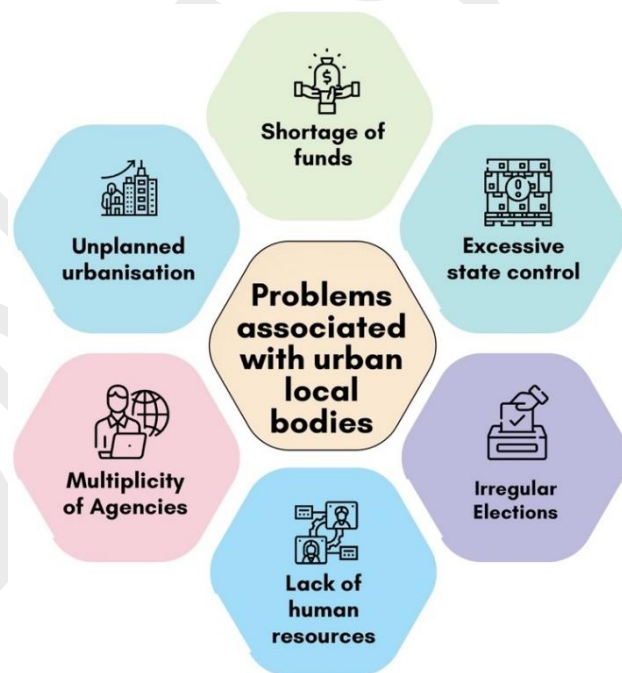 Shortage of
funds
Unplanned
urbanisation
Excessive
state control
Problems
associated
with urban
local
bodies
Multiplicity
of Agencies
Irregular
Elections
Lack of
human
resources